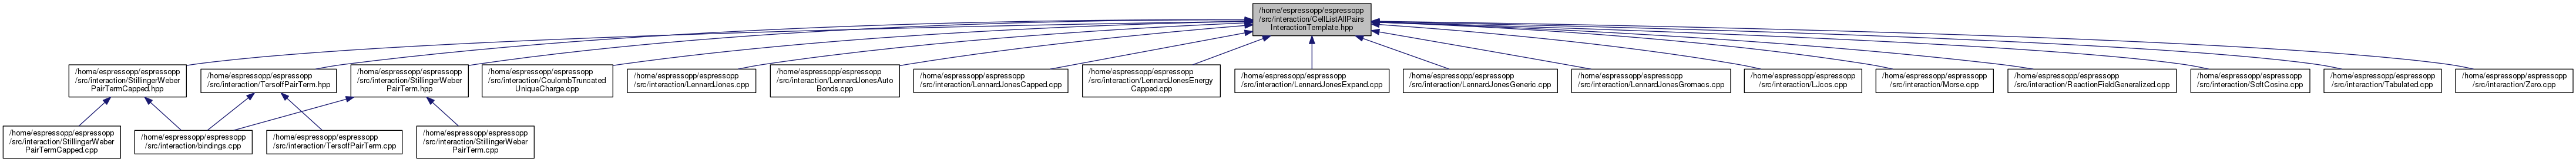 /home/espressopp/espressopp
/src/interaction/CellListAllPairs
InteractionTemplate.hpp
/home/espressopp/espressopp
/src/interaction/StillingerWeber
PairTermCapped.hpp
/home/espressopp/espressopp
/src/interaction/TersoffPairTerm.hpp
/home/espressopp/espressopp
/src/interaction/StillingerWeber
PairTerm.hpp
/home/espressopp/espressopp
/src/interaction/CoulombTruncated
UniqueCharge.cpp
/home/espressopp/espressopp
/src/interaction/LennardJones.cpp
/home/espressopp/espressopp
/src/interaction/LennardJonesAuto
Bonds.cpp
/home/espressopp/espressopp
/src/interaction/LennardJonesCapped.cpp
/home/espressopp/espressopp
/src/interaction/LennardJonesEnergy
Capped.cpp
/home/espressopp/espressopp
/src/interaction/LennardJonesExpand.cpp
/home/espressopp/espressopp
/src/interaction/LennardJonesGeneric.cpp
/home/espressopp/espressopp
/src/interaction/LennardJonesGromacs.cpp
/home/espressopp/espressopp
/src/interaction/LJcos.cpp
/home/espressopp/espressopp
/src/interaction/Morse.cpp
/home/espressopp/espressopp
/src/interaction/ReactionFieldGeneralized.cpp
/home/espressopp/espressopp
/src/interaction/SoftCosine.cpp
/home/espressopp/espressopp
/src/interaction/Tabulated.cpp
/home/espressopp/espressopp
/src/interaction/Zero.cpp
/home/espressopp/espressopp
/src/interaction/StillingerWeber
PairTermCapped.cpp
/home/espressopp/espressopp
/src/interaction/bindings.cpp
/home/espressopp/espressopp
/src/interaction/TersoffPairTerm.cpp
/home/espressopp/espressopp
/src/interaction/StillingerWeber
PairTerm.cpp